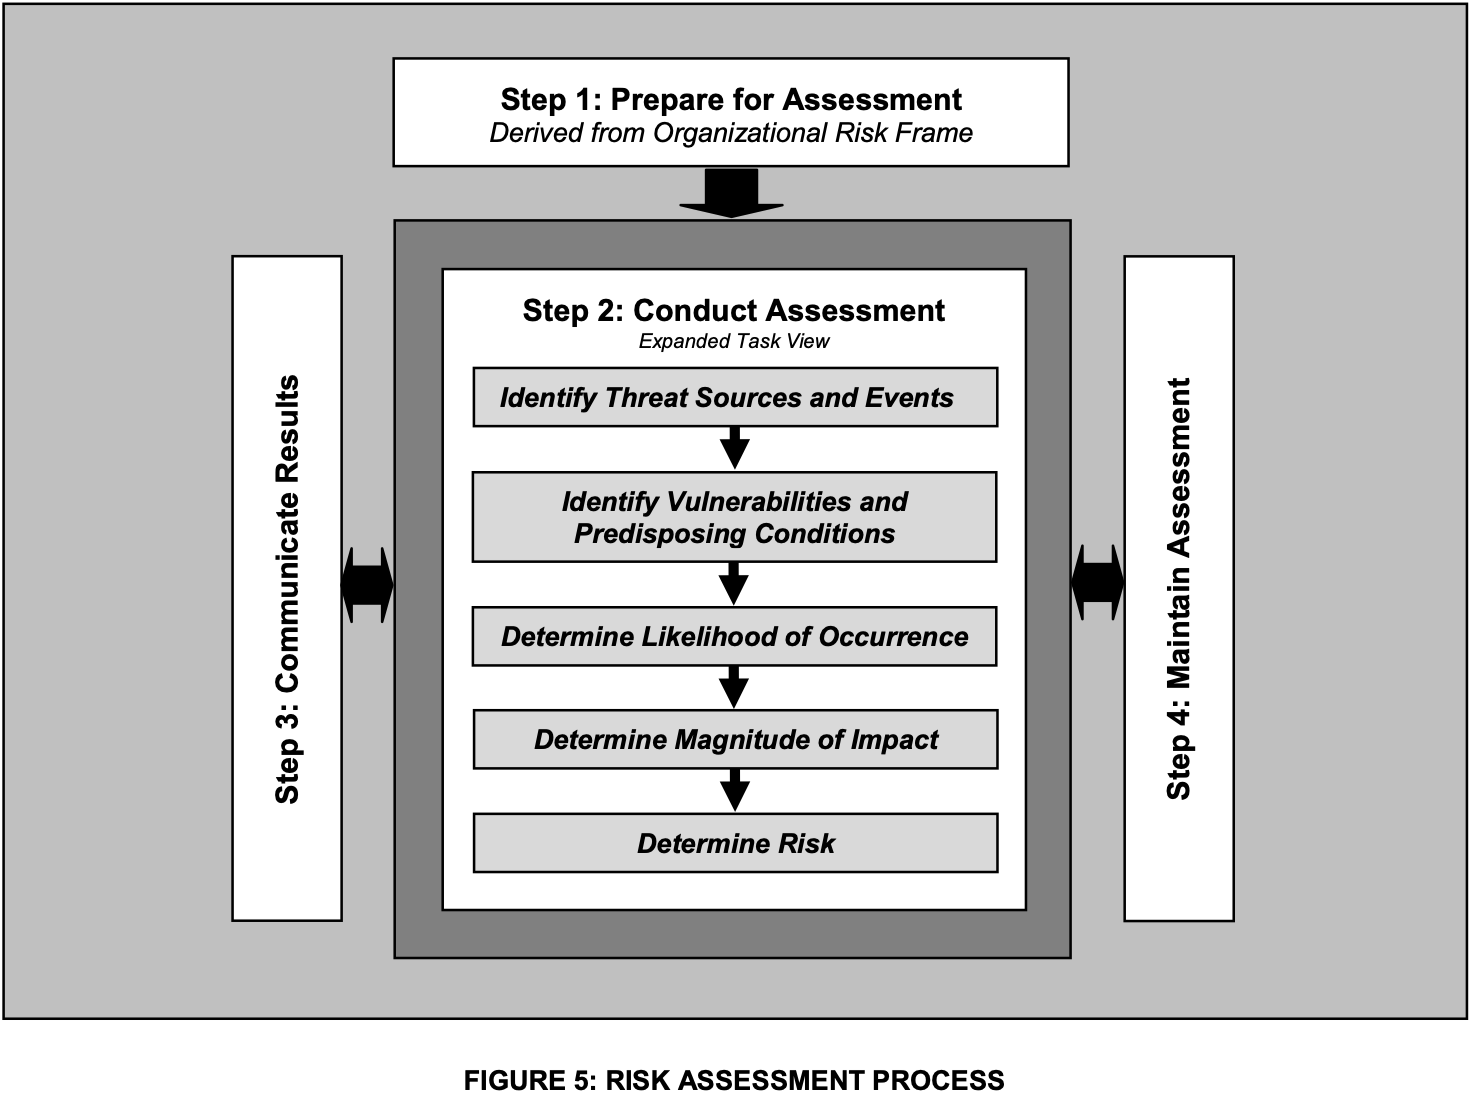 Step 1: Prepare for Assessment
Derived from Organizational Risk Frame
Step 2: Conduct Assessment
Expanded Task View
Identify Threat Sources and Events
Identify Vulnerabilities and
Predisposing Conditions
Determine Likelihood of Occurrence
Determine Magnitude of Impact
Determine Risk
Step 3: Communicate Results
Step 4: Maintain Assessment
FIGURE 5: RISK ASSESSMENT PROCESS